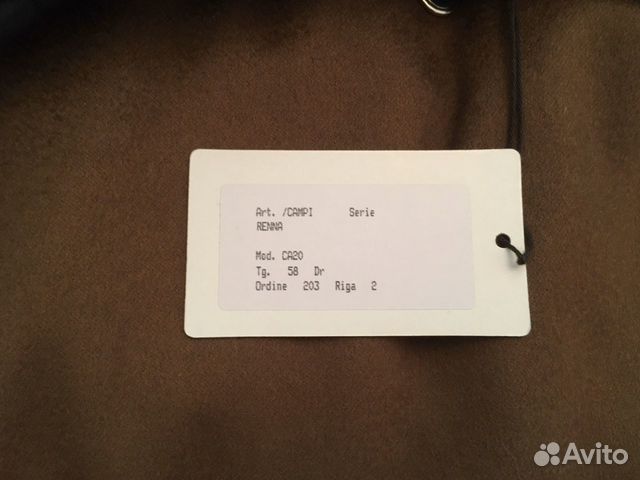 Art. /CAMPI Serie
RENNA
Mod. CA20
Tg. 58 Dr
Ordine 203 Riga 2
Avito